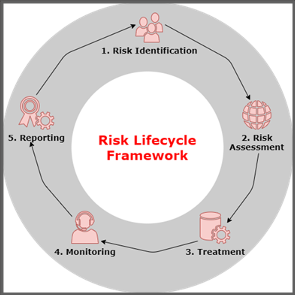 1. Risk Identification
2. Risk
Assessment
3. Treatment
4. Monitoring
5. Reporting
Risk Lifecycle
Framework